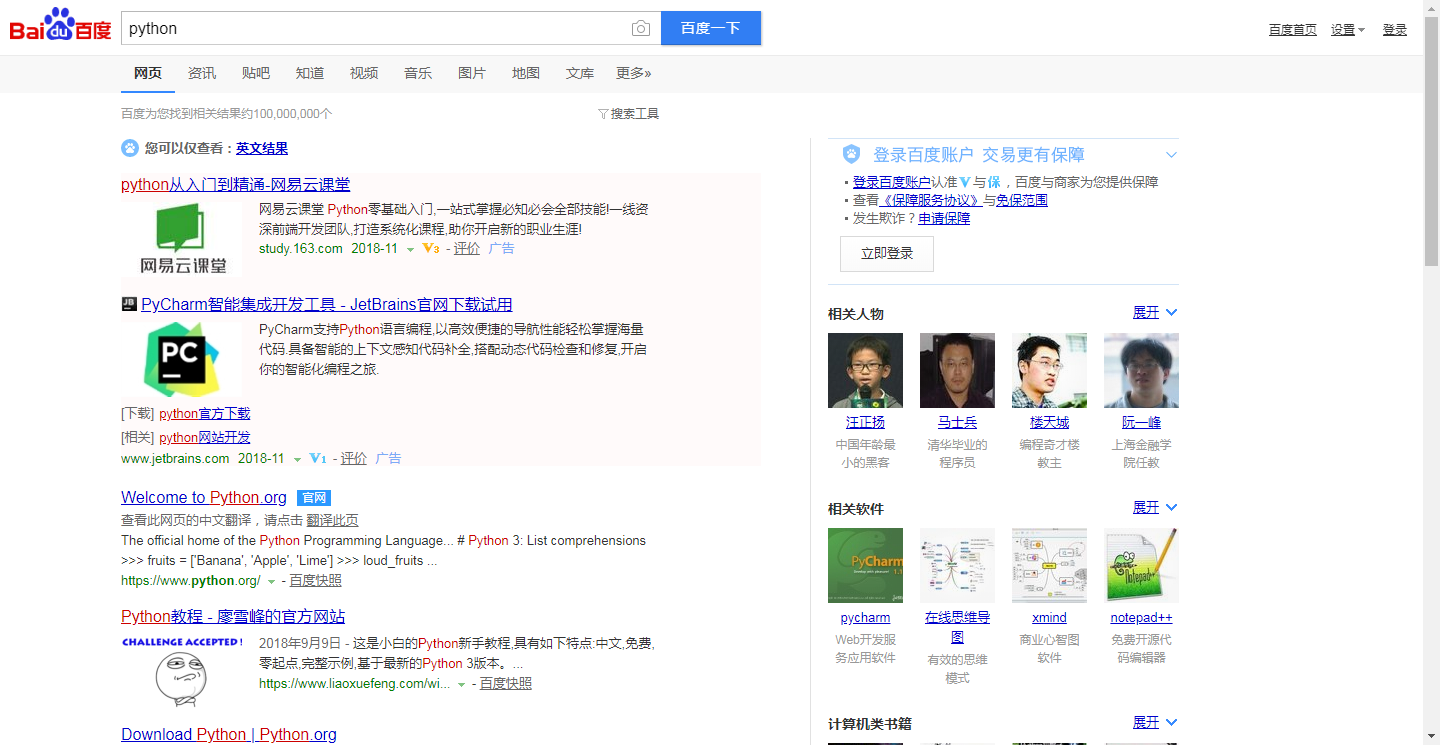 Bai du 百度
python
百度一下
百度首页 设置 登录
网页 资讯 贴吧 知道 视频 音乐 图片 地图 文库 更多»
百度为您找到相关结果约100,000,000个
搜索工具
您可以仅查看：英文结果
python从入门到精通-网易云课堂
网易云课堂
网易云课堂 Python零基础入门,一站式掌握必知必会全部技能!一线资
深前端开发团队,打造系统化课程,助你开启新的职业生涯!
study.163.com 2018-11 V3 - 评价 广告
JB PyCharm智能集成开发工具 - JetBrains官网下载试用
PC
PyCharm支持Python语言编程,以高效便捷的导航性能轻松掌握海量
代码.具备智能的上下文感知代码补全,搭配动态代码检查和修复,开启
你的智能化编程之旅.
[下载] python官方下载
[相关] python网站开发
www.jetbrains.com 2018-11 V1 - 评价 广告
Welcome to Python.org 官网
查看此网页的中文翻译，请点击 翻译此页
The official home of the Python Programming Language... # Python 3: List comprehensions
>>> fruits = ['Banana', 'Apple', 'Lime'] >>> loud_fruits ...
https://www.python.org/ - 百度快照
Python教程 - 廖雪峰的官方网站
CHALLENGE ACCEPTED!
2018年9月9日 - 这是小白的Python新手教程,具有如下特点:中文,免费,
零起点,完整示例,基于最新的Python 3版本。...
https://www.liaoxuefeng.com/wi... - 百度快照
Download Python | Python.org
登录百度账户 交易更有保障
登录百度账户认准V与保，百度与商家为您提供保障
查看《保障服务协议》与免保范围
发生欺诈？申请保障
立即登录
相关人物 展开
汪正扬 马士兵 楼天城 阮一峰
中国年龄最 清华毕业的 编程奇才楼 上海金融学
小的黑客 程序员 教主 院任教
相关软件 展开
PyCharm
Notepad++
pycharm 在线思维导 xmind notepad++
图
Web开发服 商业心智图 免费开源代
务应用软件 软件 码编辑器
有效的思维
模式
计算机类书籍 展开